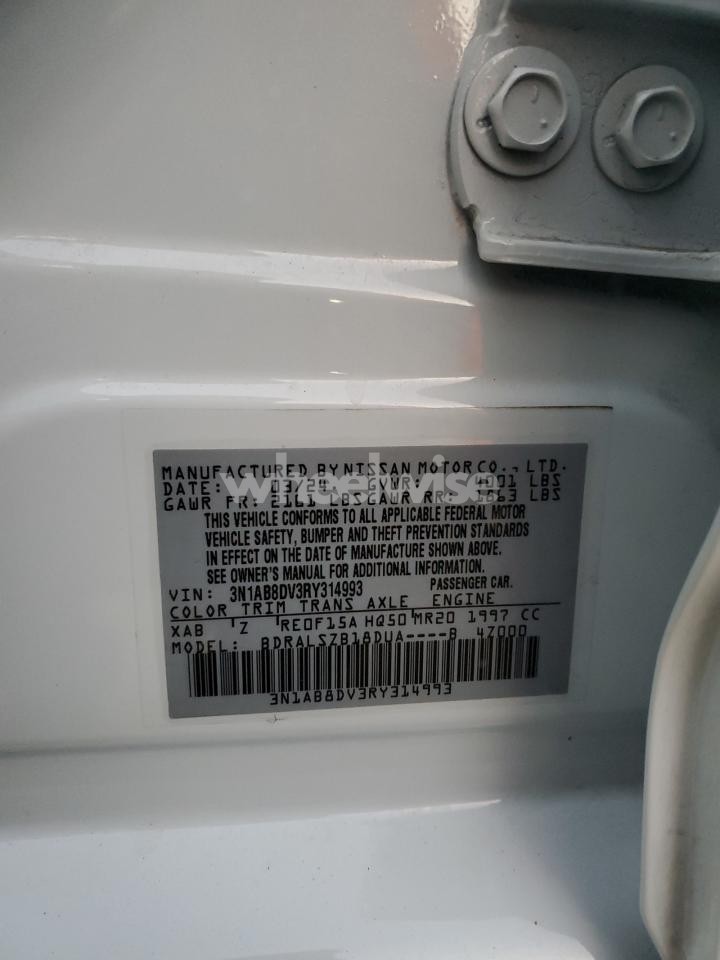 MANUFACTURED BY NISSAN MOTOR CO., LTD.
DATE: 03/24 GVWR: 4001 LBS
GAWR FR: 2161 LBS GAWR RR: 1863 LBS
wheelvise
THIS VEHICLE CONFORMS TO ALL APPLICABLE FEDERAL MOTOR
VEHICLE SAFETY, BUMPER AND THEFT PREVENTION STANDARDS
IN EFFECT ON THE DATE OF MANUFACTURE SHOWN ABOVE.
SEE OWNER'S MANUAL FOR ADDITIONAL INFORMATION.
VIN: 3N1AB8DV3RY314993 PASSENGER CAR.
COLOR TRIM TRANS AXLE ENGINE
XAB Z RE0F15A HQ50 MR20 1997 CC
MODEL: BDRALSZB18DUA----B 4Z000
3N1AB8DV3RY314993